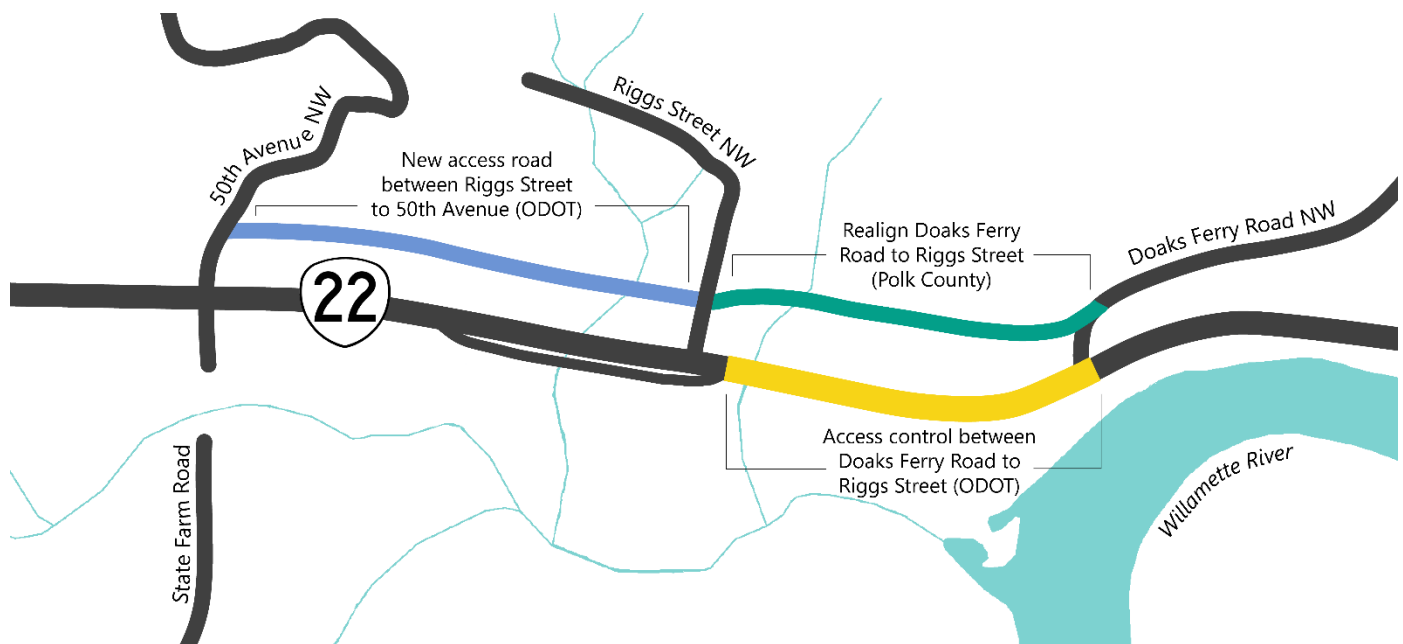 50th Avenue NW
New access road
between Riggs Street
to 50th Avenue (ODOT)
Riggs Street NW
Realign Doaks Ferry
Road to Riggs Street
(Polk County)
Doaks Ferry Road NW
22
Access control between
Doaks Ferry Road to
Riggs Street (ODOT)
Willamette River
State Farm Road